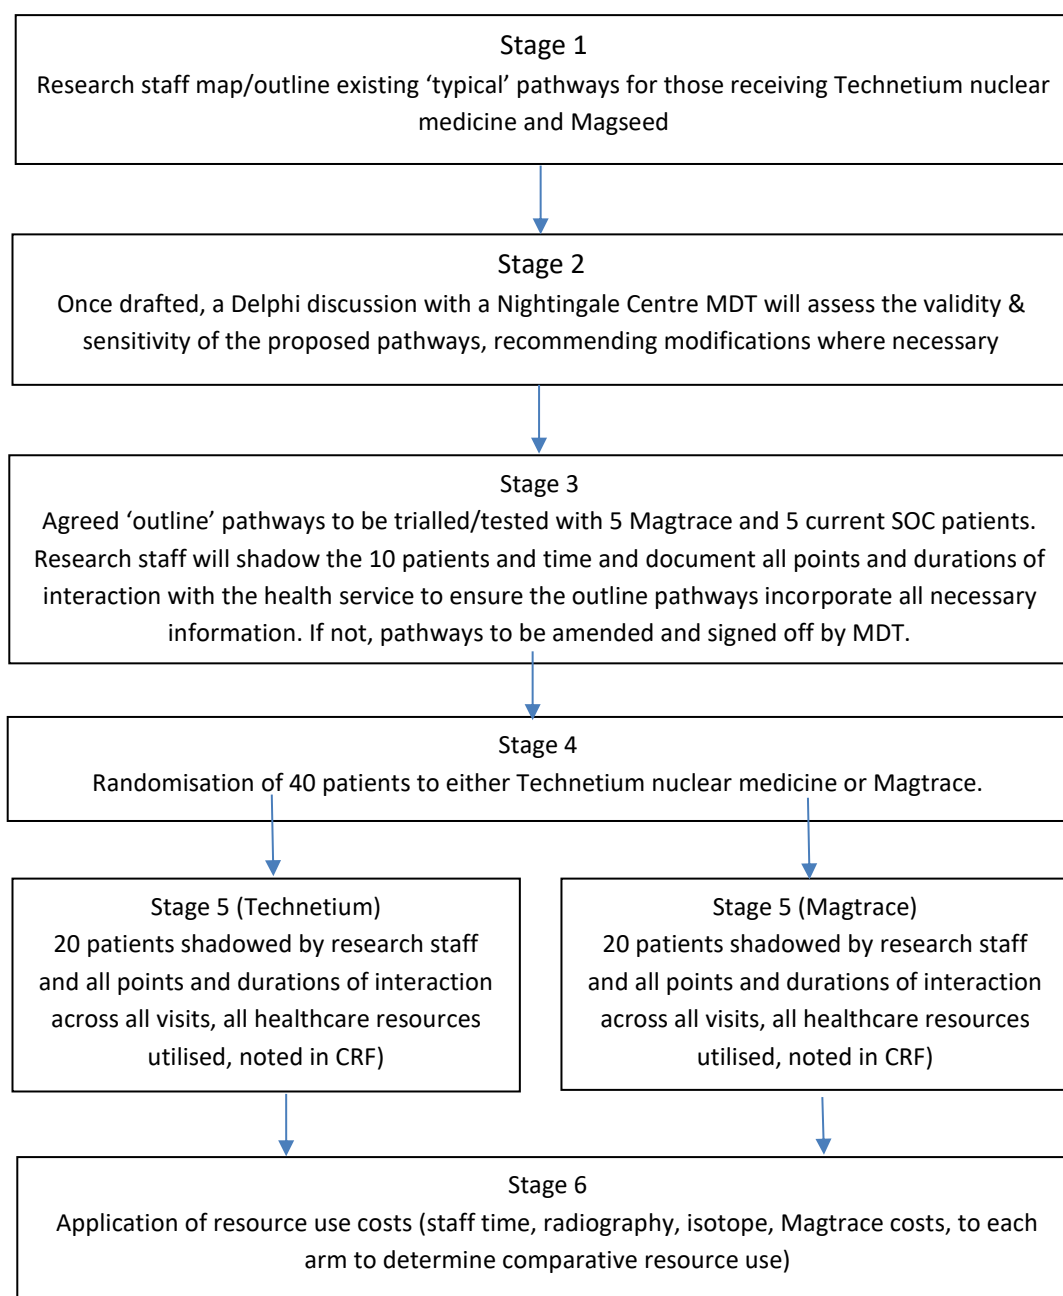 Stage 1
Research staff map/outline existing ‘typical’ pathways for those receiving Technetium nuclear
medicine and Magseed
Stage 2
Once drafted, a Delphi discussion with a Nightingale Centre MDT will assess the validity &
sensitivity of the proposed pathways, recommending modifications where necessary
Stage 3
Agreed ‘outline’ pathways to be trialled/tested with 5 Magtrace and 5 current SOC patients.
Research staff will shadow the 10 patients and time and document all points and durations of
interaction with the health service to ensure the outline pathways incorporate all necessary
information. If not, pathways to be amended and signed off by MDT.
Stage 4
Randomisation of 40 patients to either Technetium nuclear medicine or Magtrace.
Stage 5 (Technetium)
20 patients shadowed by research staff
and all points and durations of interaction
across all visits, all healthcare resources
utilised, noted in CRF)
Stage 5 (Magtrace)
20 patients shadowed by research staff
and all points and durations of interaction
across all visits, all healthcare resources
utilised, noted in CRF)
Stage 6
Application of resource use costs (staff time, radiography, isotope, Magtrace costs, to each
arm to determine comparative resource use)